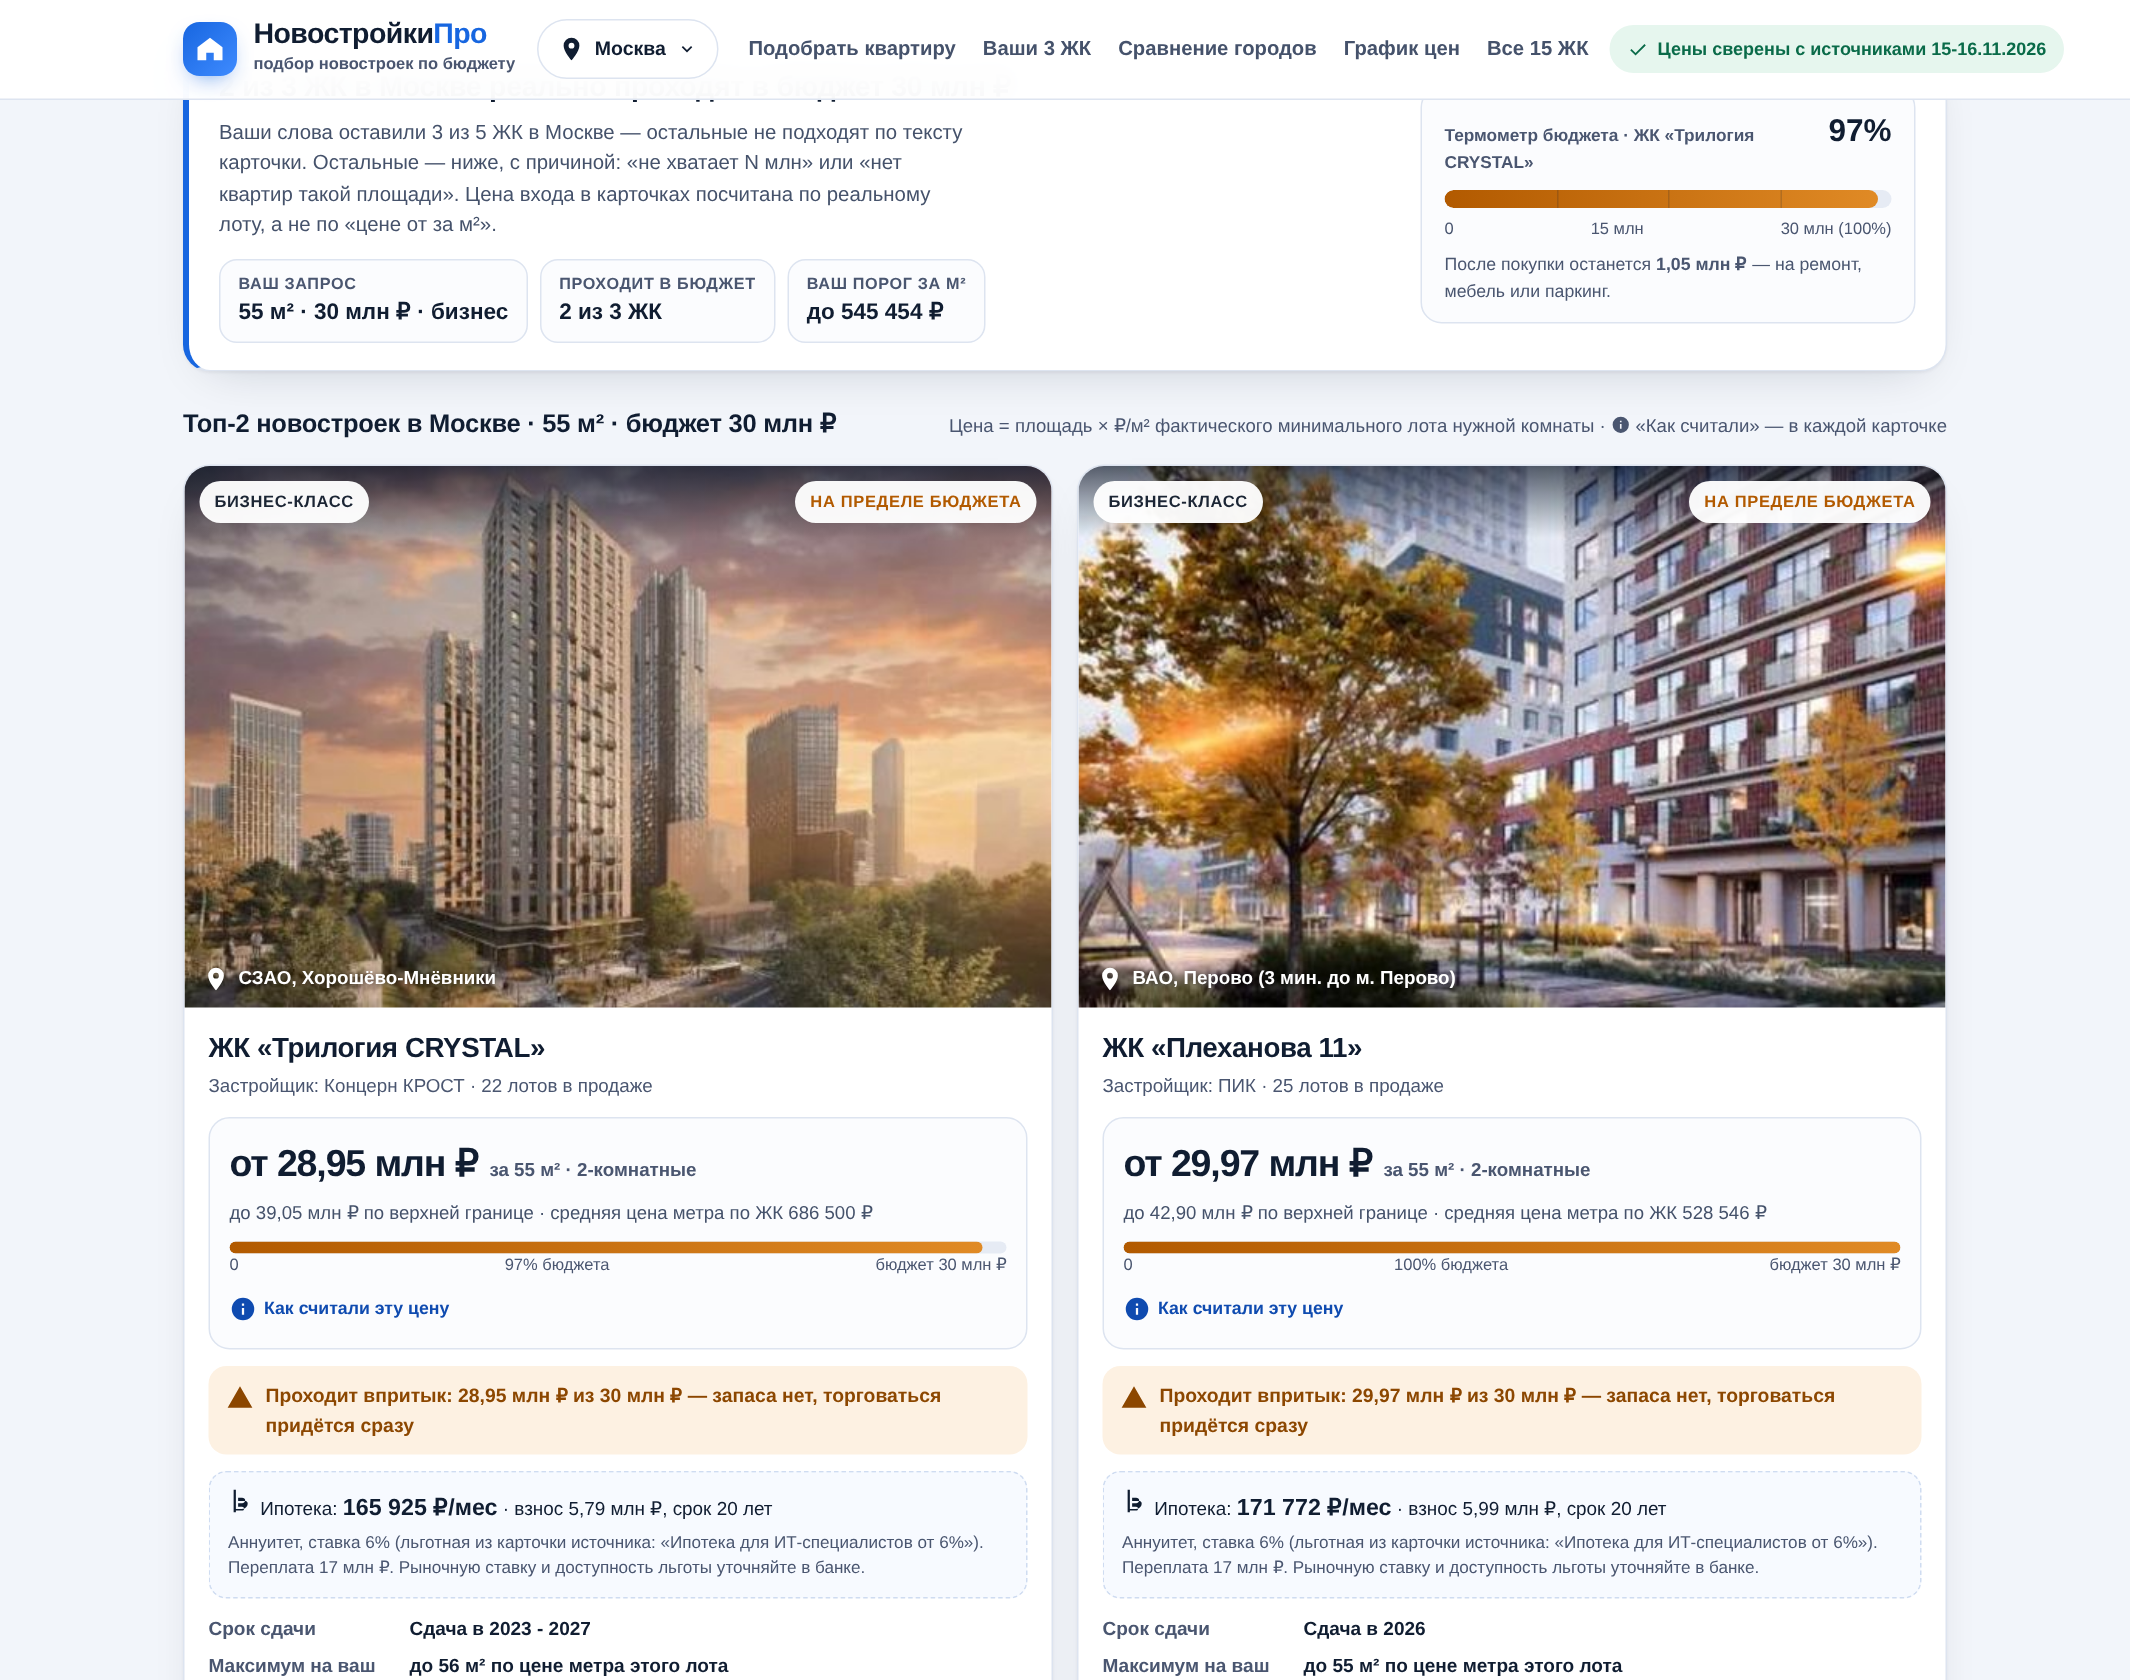 НовостройкиПро
подбор новостроек по бюджету
Москва
Подобрать квартиру
Ваши 3 ЖК
Сравнение городов
График цен
Все 15 ЖК
Цены сверены с источниками 15-16.11.2026
2 из 3 ЖК в Москве реально проходят в бюджет 30 млн ₽
Ваши слова оставили 3 из 5 ЖК в Москве — остальные не подходят по тексту
карточки. Остальные — ниже, с причиной: «не хватает N млн» или «нет
квартир такой площади». Цена входа в карточках посчитана по реальному
лоту, а не по «цене от за м²».
ВАШ ЗАПРОС
55 м² · 30 млн ₽ · бизнес
ПРОХОДИТ В БЮДЖЕТ
2 из 3 ЖК
ВАШ ПОРОГ ЗА М²
до 545 454 ₽
Термометр бюджета · ЖК «Трилогия
CRYSTAL»
97%
0
15 млн
30 млн (100%)
После покупки останется 1,05 млн ₽ — на ремонт,
мебель или паркинг.
Топ-2 новостроек в Москве · 55 м² · бюджет 30 млн ₽
Цена = площадь × ₽/м² фактического минимального лота нужной комнаты · «Как считали» — в каждой карточке
БИЗНЕС-КЛАСС
НА ПРЕДЕЛЕ БЮДЖЕТА
СЗАО, Хорошёво-Мнёвники
ЖК «Трилогия CRYSTAL»
Застройщик: Концерн КРОСТ · 22 лотов в продаже
от 28,95 млн ₽ за 55 м² · 2-комнатные
до 39,05 млн ₽ по верхней границе · средняя цена метра по ЖК 686 500 ₽
0
97% бюджета
бюджет 30 млн ₽
Как считали эту цену
Проходит впритык: 28,95 млн ₽ из 30 млн ₽ — запаса нет, торговаться
придётся сразу
Ипотека: 165 925 ₽/мес · взнос 5,79 млн ₽, срок 20 лет
Аннуитет, ставка 6% (льготная из карточки источника: «Ипотека для ИТ-специалистов от 6%»).
Переплата 17 млн ₽. Рыночную ставку и доступность льготы уточняйте в банке.
Срок сдачи
Сдача в 2023 - 2027
Максимум на ваш
до 56 м² по цене метра этого лота
БИЗНЕС-КЛАСС
НА ПРЕДЕЛЕ БЮДЖЕТА
ВАО, Перово (3 мин. до м. Перово)
ЖК «Плеханова 11»
Застройщик: ПИК · 25 лотов в продаже
от 29,97 млн ₽ за 55 м² · 2-комнатные
до 42,90 млн ₽ по верхней границе · средняя цена метра по ЖК 528 546 ₽
0
100% бюджета
бюджет 30 млн ₽
Как считали эту цену
Проходит впритык: 29,97 млн ₽ из 30 млн ₽ — запаса нет, торговаться
придётся сразу
Ипотека: 171 772 ₽/мес · взнос 5,99 млн ₽, срок 20 лет
Аннуитет, ставка 6% (льготная из карточки источника: «Ипотека для ИТ-специалистов от 6%»).
Переплата 17 млн ₽. Рыночную ставку и доступность льготы уточняйте в банке.
Срок сдачи
Сдача в 2026
Максимум на ваш
до 55 м² по цене метра этого лота